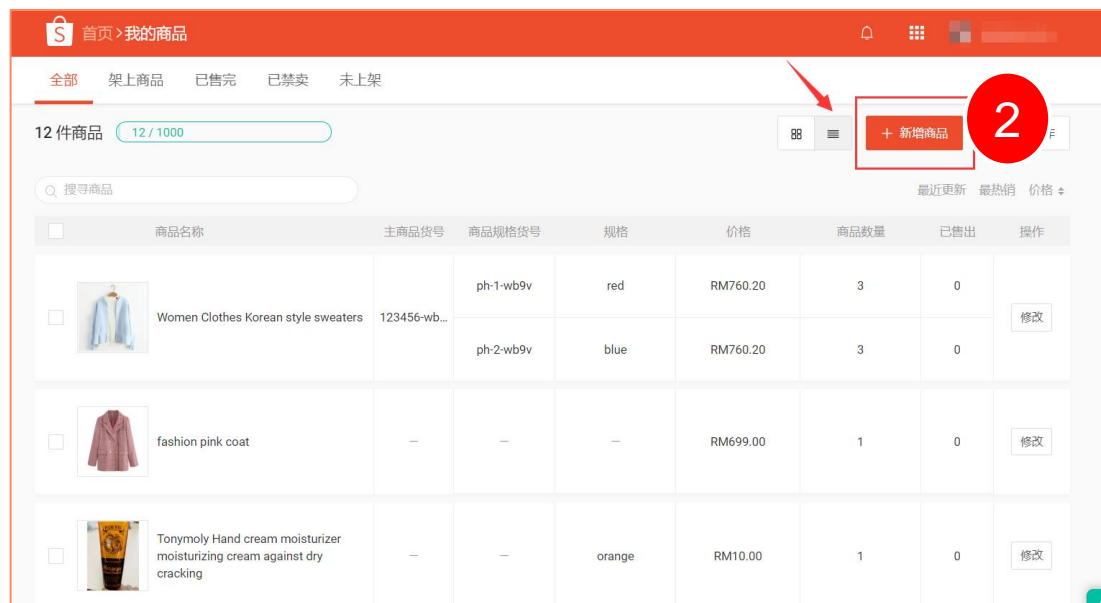 首页>我的商品
全部 架上商品 已售完 已禁卖 未上架
12 件商品 12 / 1000 + 新增商品 2
搜寻商品 最近更新 最热销 价格
商品名称 主商品货号 商品规格货号 规格 价格 商品数量 已售出 操作
ph-1-wb9v red RM760.20 3 0
Women Clothes Korean style sweaters 123456-wb... 修改
ph-2-wb9v blue RM760.20 3 0
fashion pink coat — — — RM699.00 1 0 修改
Tonymoly Hand cream moisturizer
moisturizing cream against dry — — orange RM10.00 1 0 修改
cracking